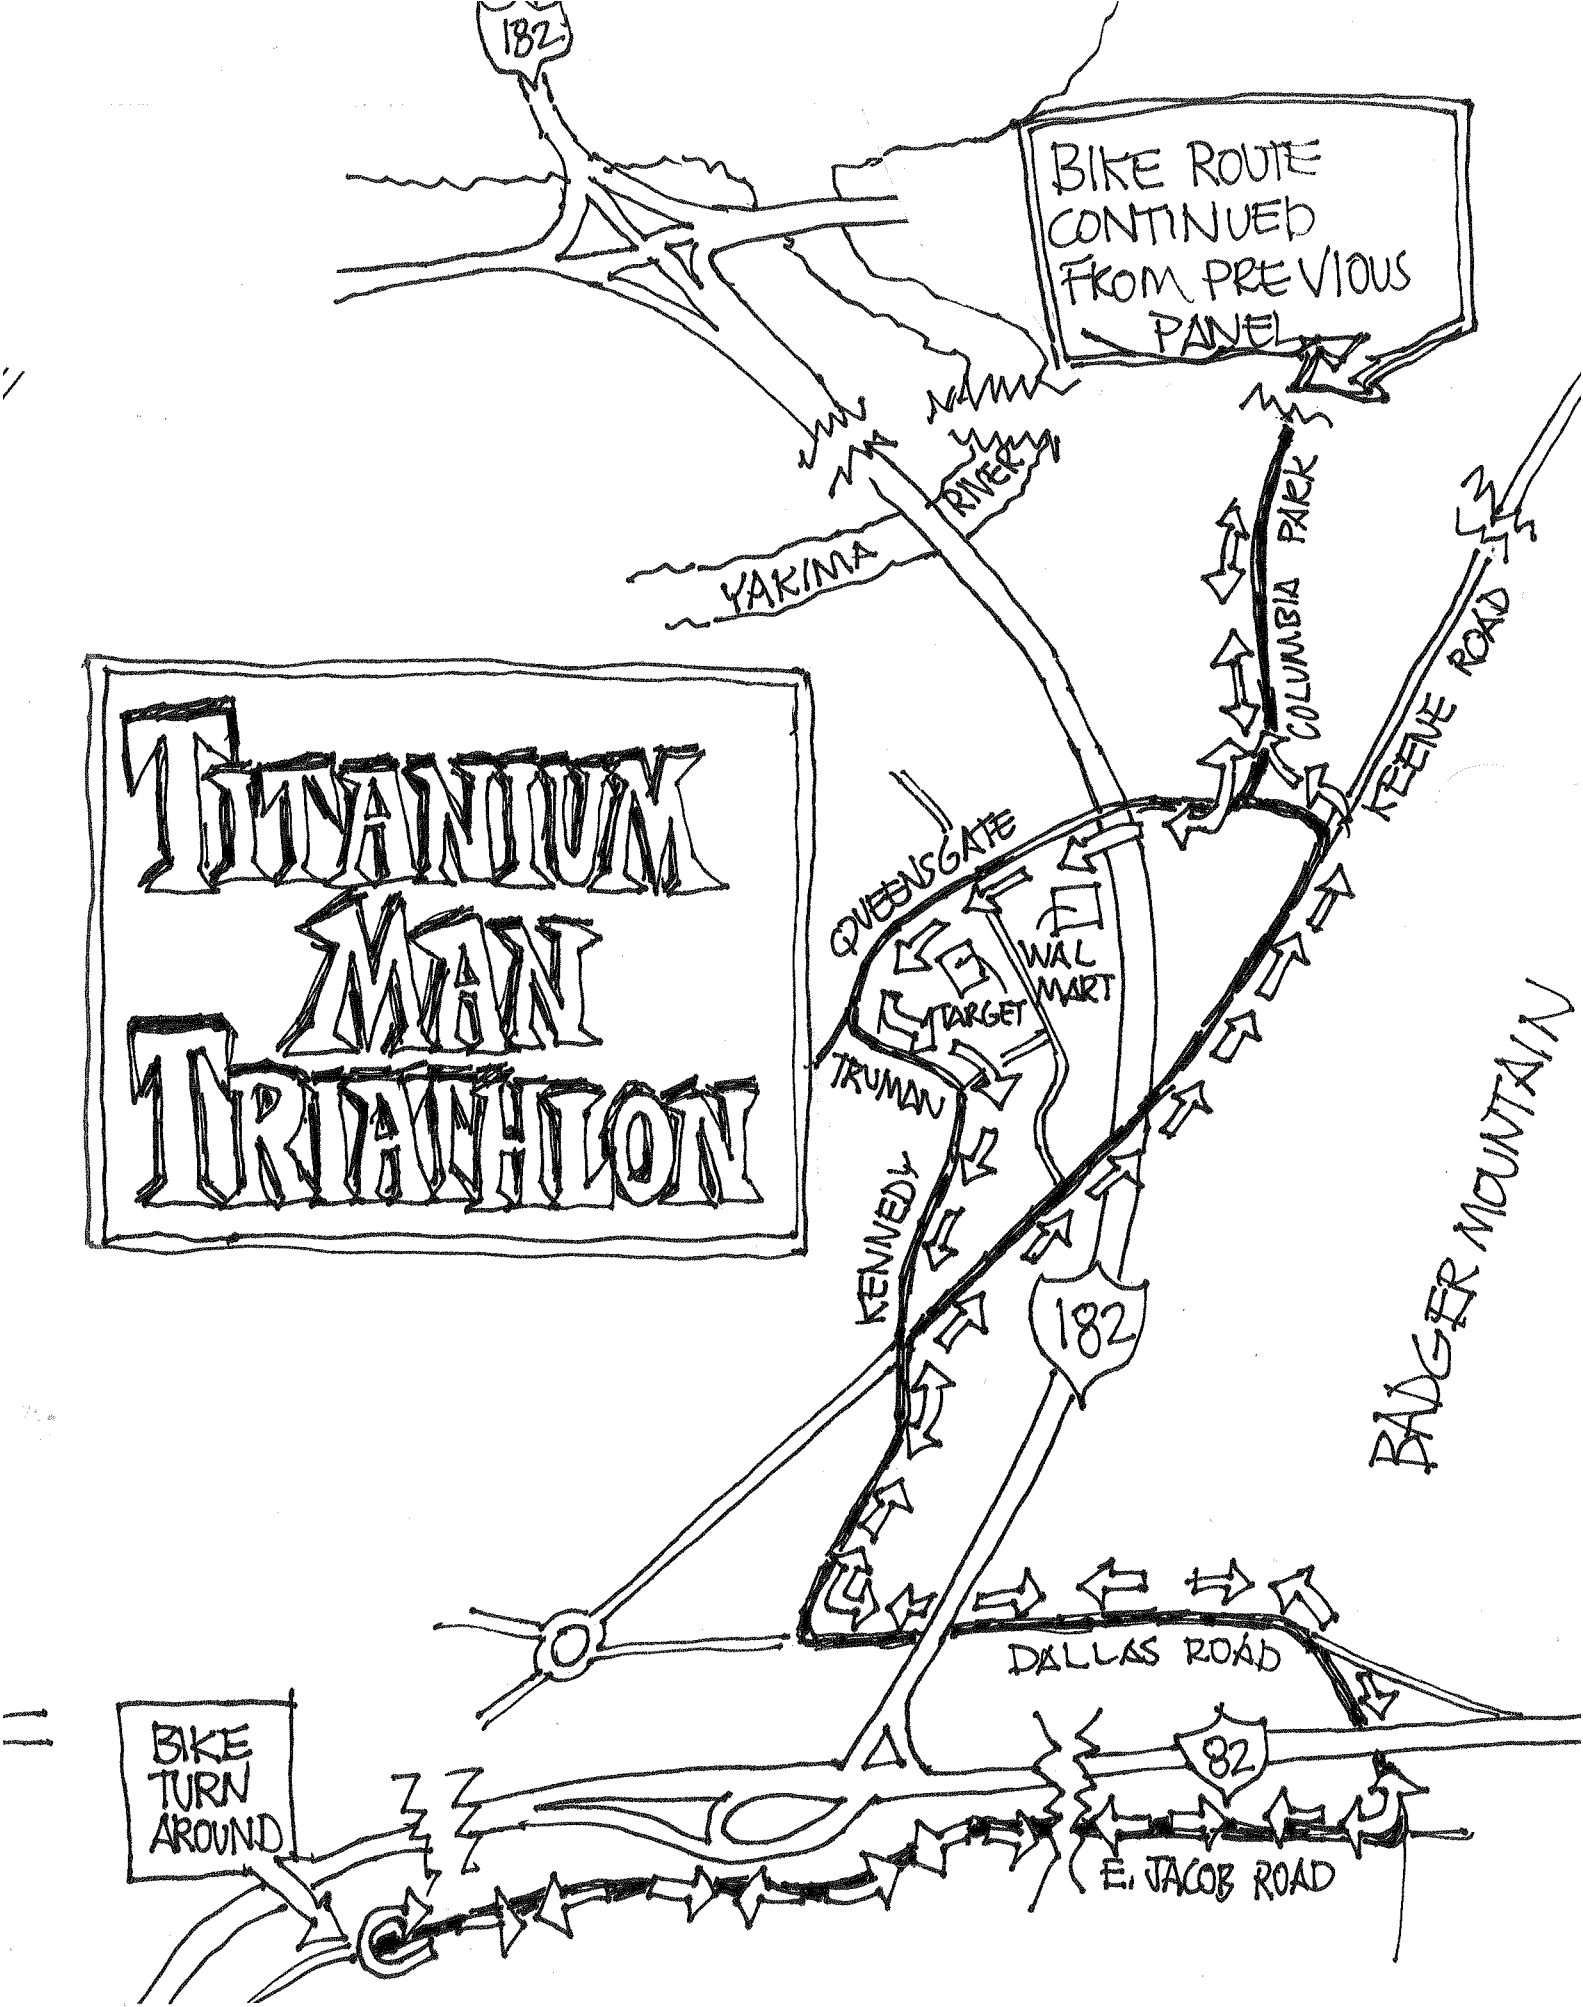 182
BIKE ROUTE
CONTINUED
FROM PREVIOUS
PANEL
RIVER
YAKIMA
COLUMBIA PARK
KEENE ROAD
TITANIUM
MAN
TRIATHLON
QUEENSGATE
WAL
MART
TARGET
TRUMAN
KENNEDY
182
BADGER MOUNTAIN
DALLAS ROAD
82
BIKE
TURN
AROUND
E. JACOB ROAD